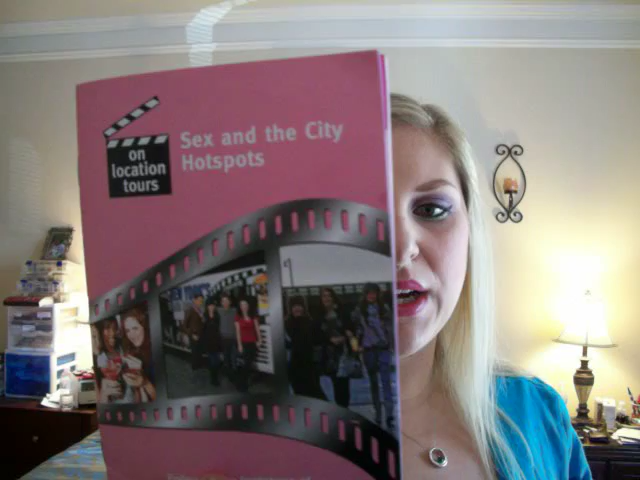 on
location
tours
Sex and the City
Hotspots